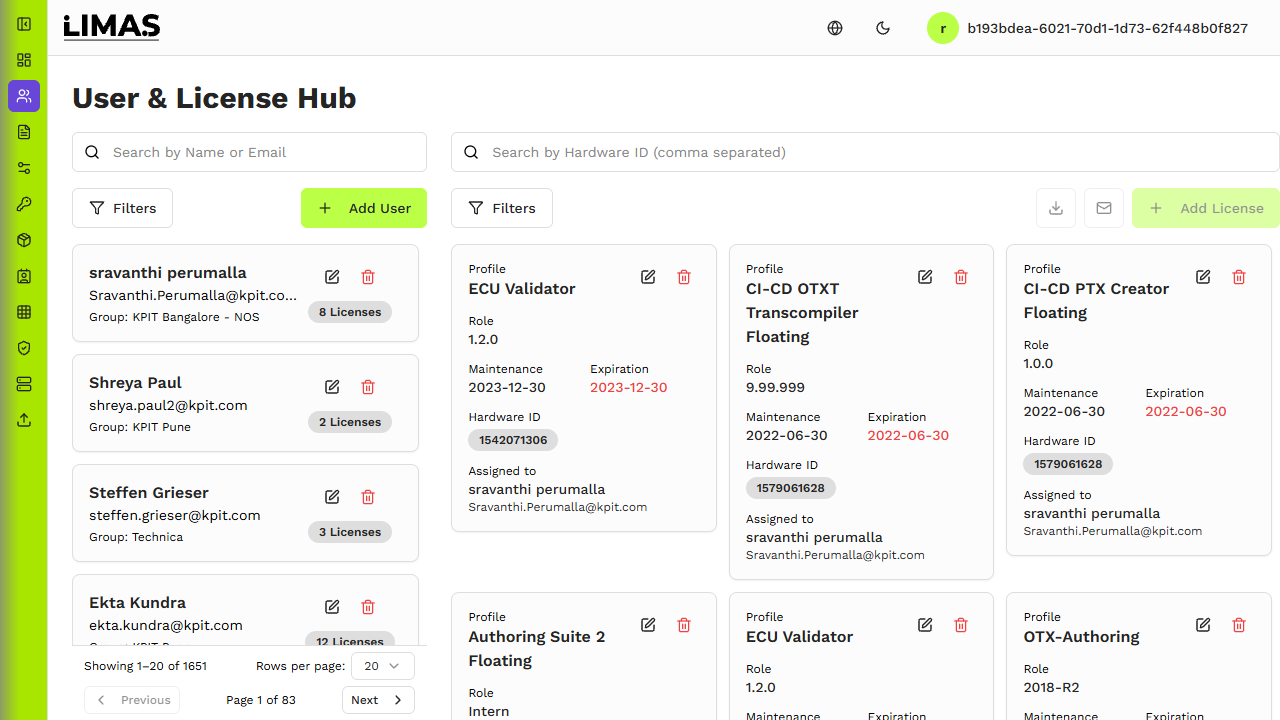 LIMAS
r
b193bdea-6021-70d1-1d73-62f448b0f827
User & License Hub
Search by Name or Email
Filters
Add User
sravanthi perumalla
Sravanthi.Perumalla@kpit.co...
Group: KPIT Bangalore - NOS
8 Licenses
Shreya Paul
shreya.paul2@kpit.com
Group: KPIT Pune
2 Licenses
Steffen Grieser
steffen.grieser@kpit.com
Group: Technica
3 Licenses
Ekta Kundra
ekta.kundra@kpit.com
12 Licenses
Showing 1–20 of 1651
Rows per page:
20
Previous
Page 1 of 83
Next
Search by Hardware ID (comma separated)
Filters
Add License
Profile
ECU Validator
Role
1.2.0
Maintenance
2023-12-30
Expiration
2023-12-30
Hardware ID
1542071306
Assigned to
sravanthi perumalla
Sravanthi.Perumalla@kpit.com
Profile
CI-CD OTXT
Transcompiler
Floating
Role
9.99.999
Maintenance
2022-06-30
Expiration
2022-06-30
Hardware ID
1579061628
Assigned to
sravanthi perumalla
Sravanthi.Perumalla@kpit.com
Profile
CI-CD PTX Creator
Floating
Role
1.0.0
Maintenance
2022-06-30
Expiration
2022-06-30
Hardware ID
1579061628
Assigned to
sravanthi perumalla
Sravanthi.Perumalla@kpit.com
Profile
Authoring Suite 2
Floating
Role
Intern
Profile
ECU Validator
Role
1.2.0
Maintenance
Expiration
Profile
OTX-Authoring
Role
2018-R2
Maintenance
Expiration